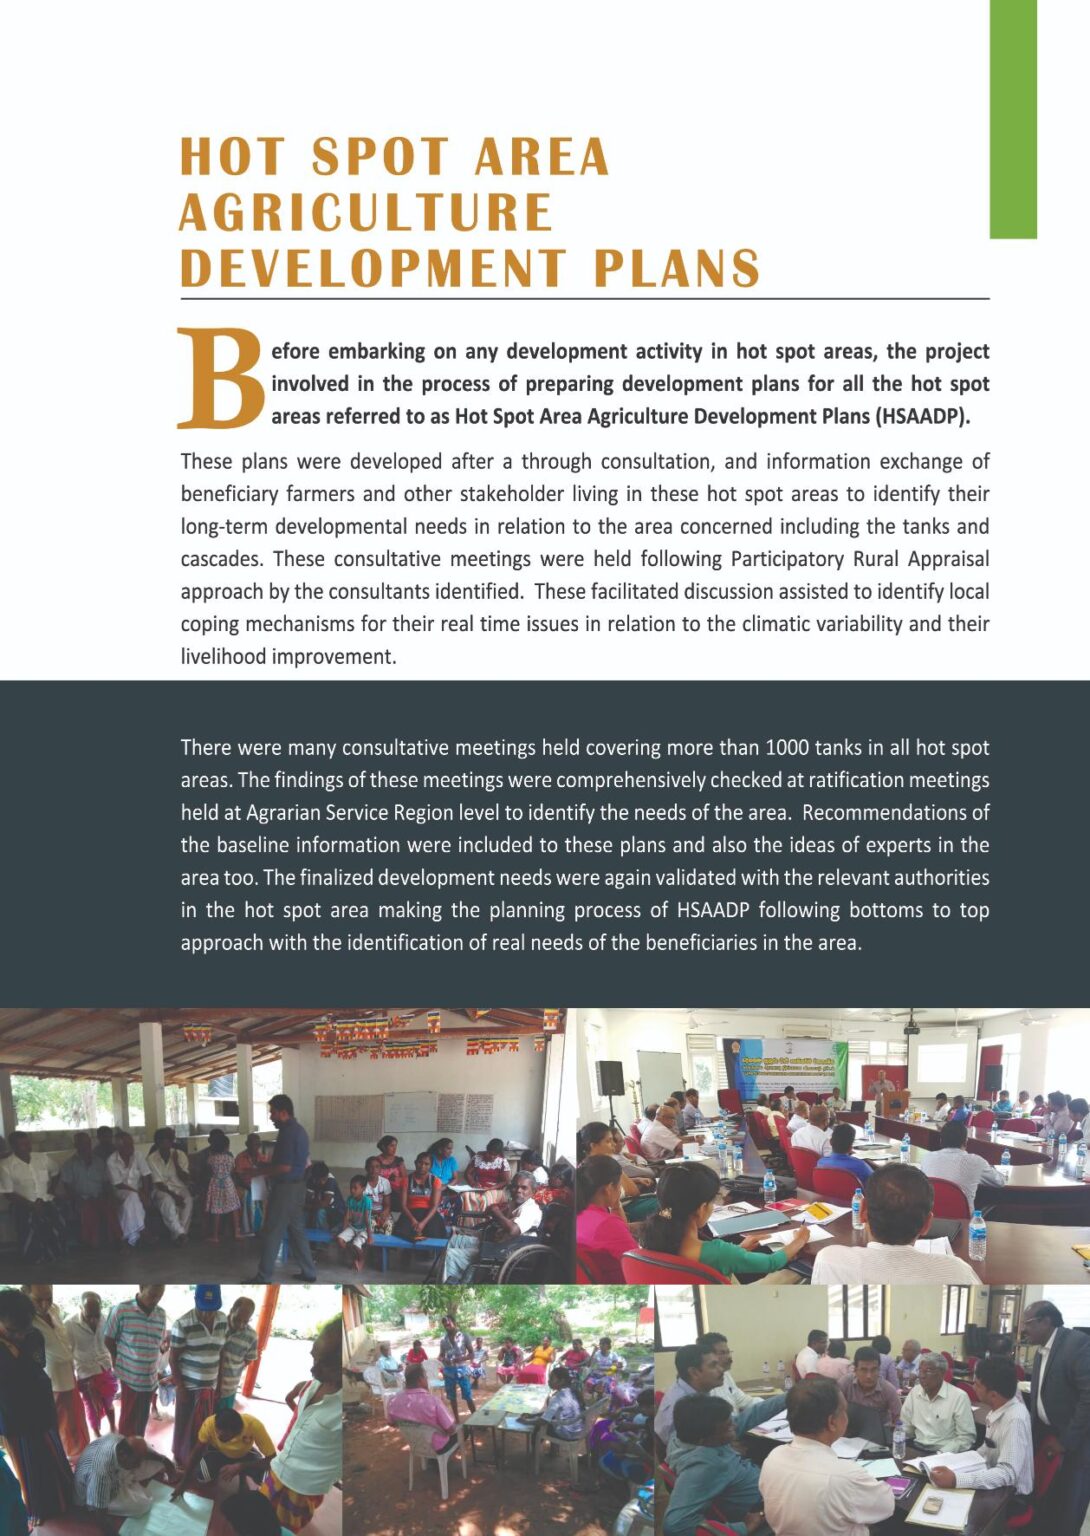 HOT SPOT AREA
AGRICULTURE
DEVELOPMENT PLANS
Before embarking on any development activity in hot spot areas, the project
involved in the process of preparing development plans for all the hot spot
areas referred to as Hot Spot Area Agriculture Development Plans (HSAADP).
These plans were developed after a through consultation, and information exchange of
beneficiary farmers and other stakeholder living in these hot spot areas to identify their
long-term developmental needs in relation to the area concerned including the tanks and
cascades. These consultative meetings were held following Participatory Rural Appraisal
approach by the consultants identified.  These facilitated discussion assisted to identify local
coping mechanisms for their real time issues in relation to the climatic variability and their
livelihood improvement.
There were many consultative meetings held covering more than 1000 tanks in all hot spot
areas. The findings of these meetings were comprehensively checked at ratification meetings
held at Agrarian Service Region level to identify the needs of the area.  Recommendations of
the baseline information were included to these plans and also the ideas of experts in the
area too. The finalized development needs were again validated with the relevant authorities
in the hot spot area making the planning process of HSAADP following bottoms to top
approach with the identification of real needs of the beneficiaries in the area.